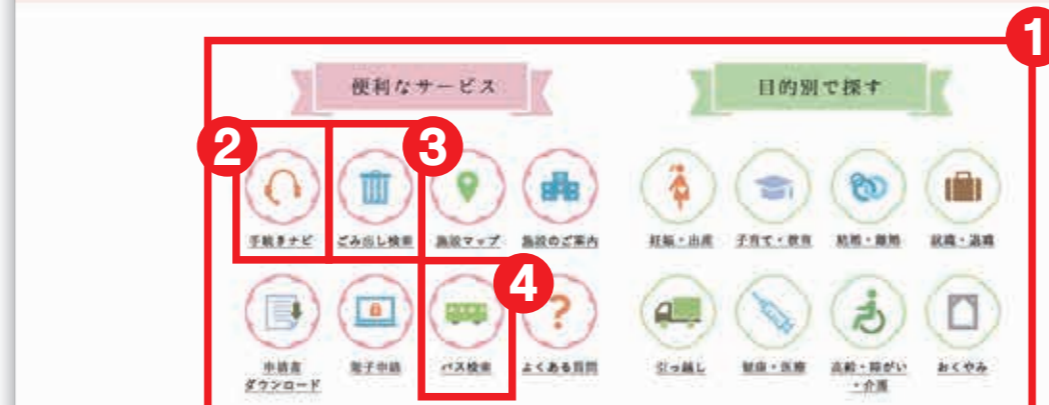 1
便利なサービス 目的別で探す
2 3
手続きナビ ごみ出し検索 施設マップ 施設のご案内 妊娠・出産 子育て・教育 結婚・離婚 就職・退職
4
?
申請書
ダウンロード 電子申請 バス検索 よくある質問 引っ越し 健康・医療 高齢・障がい
・介護 おくやみ